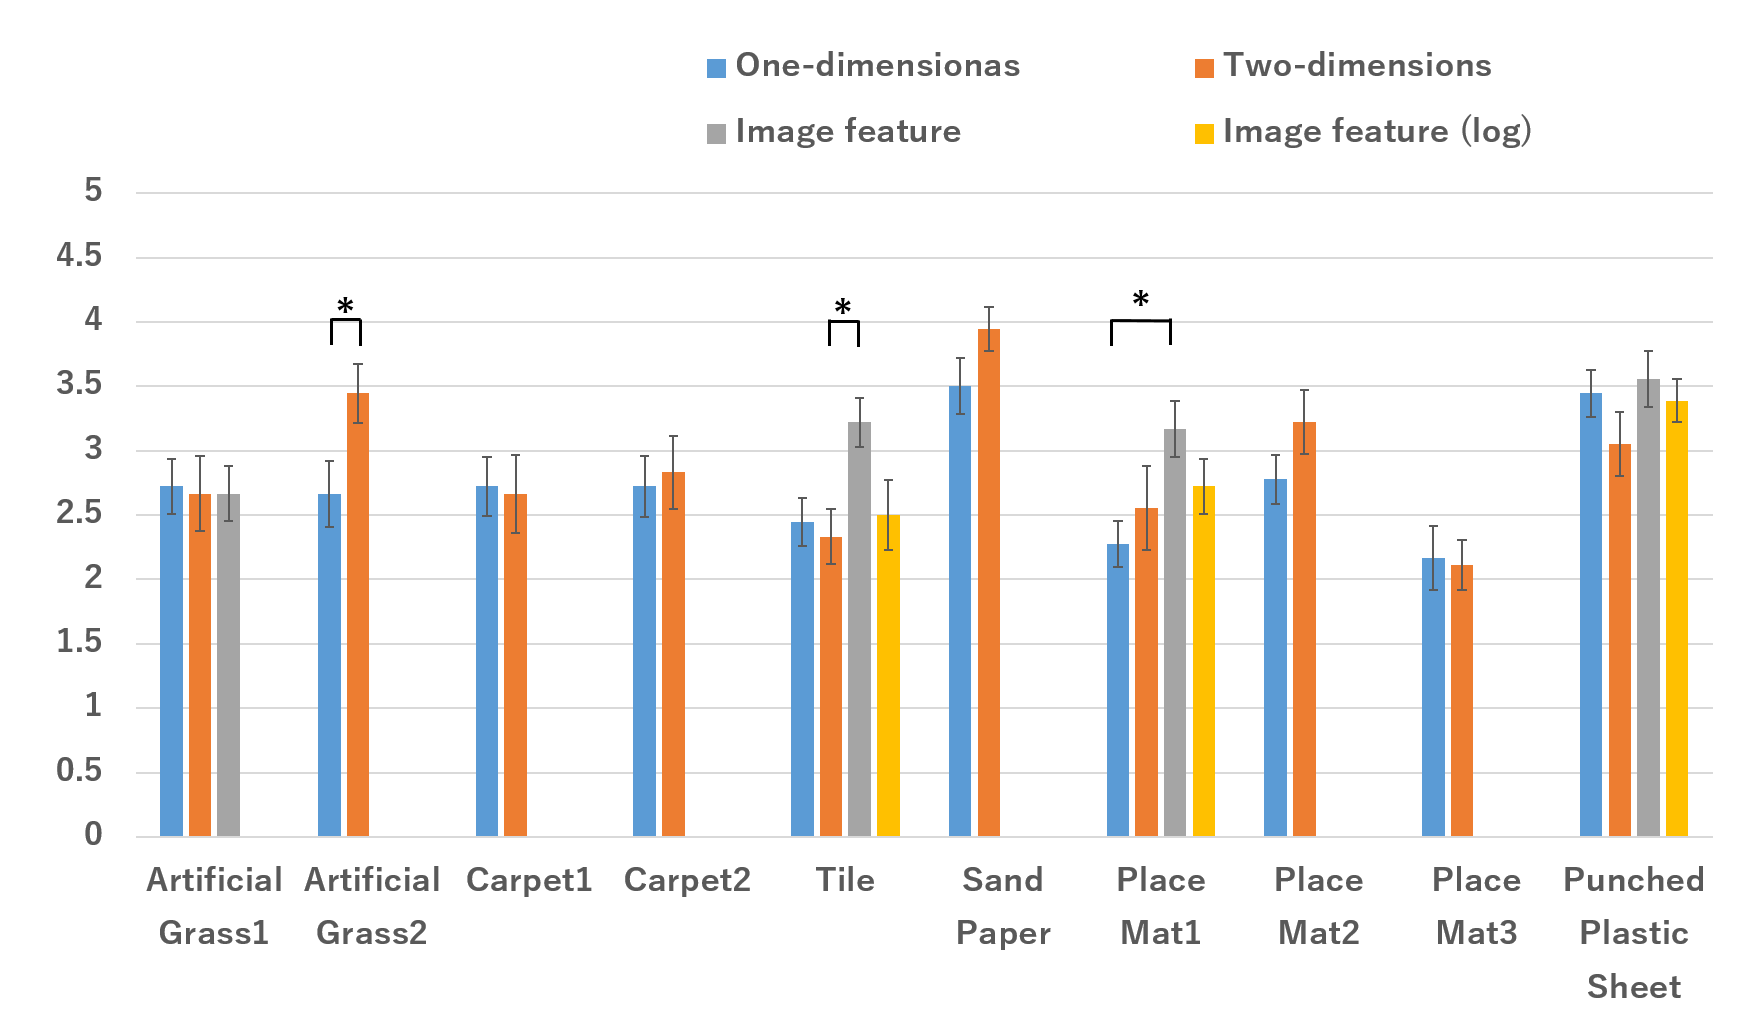 One-dimensionas
Two-dimensions
Image feature
Image feature (log)
5
4.5
4
3.5
3
2.5
2
1.5
1
0.5
0
*
*
*
Artificial Grass1
Artificial Grass2
Carpet1
Carpet2
Tile
Sand Paper
Place Mat1
Place Mat2
Place Mat3
Punched Plastic Sheet